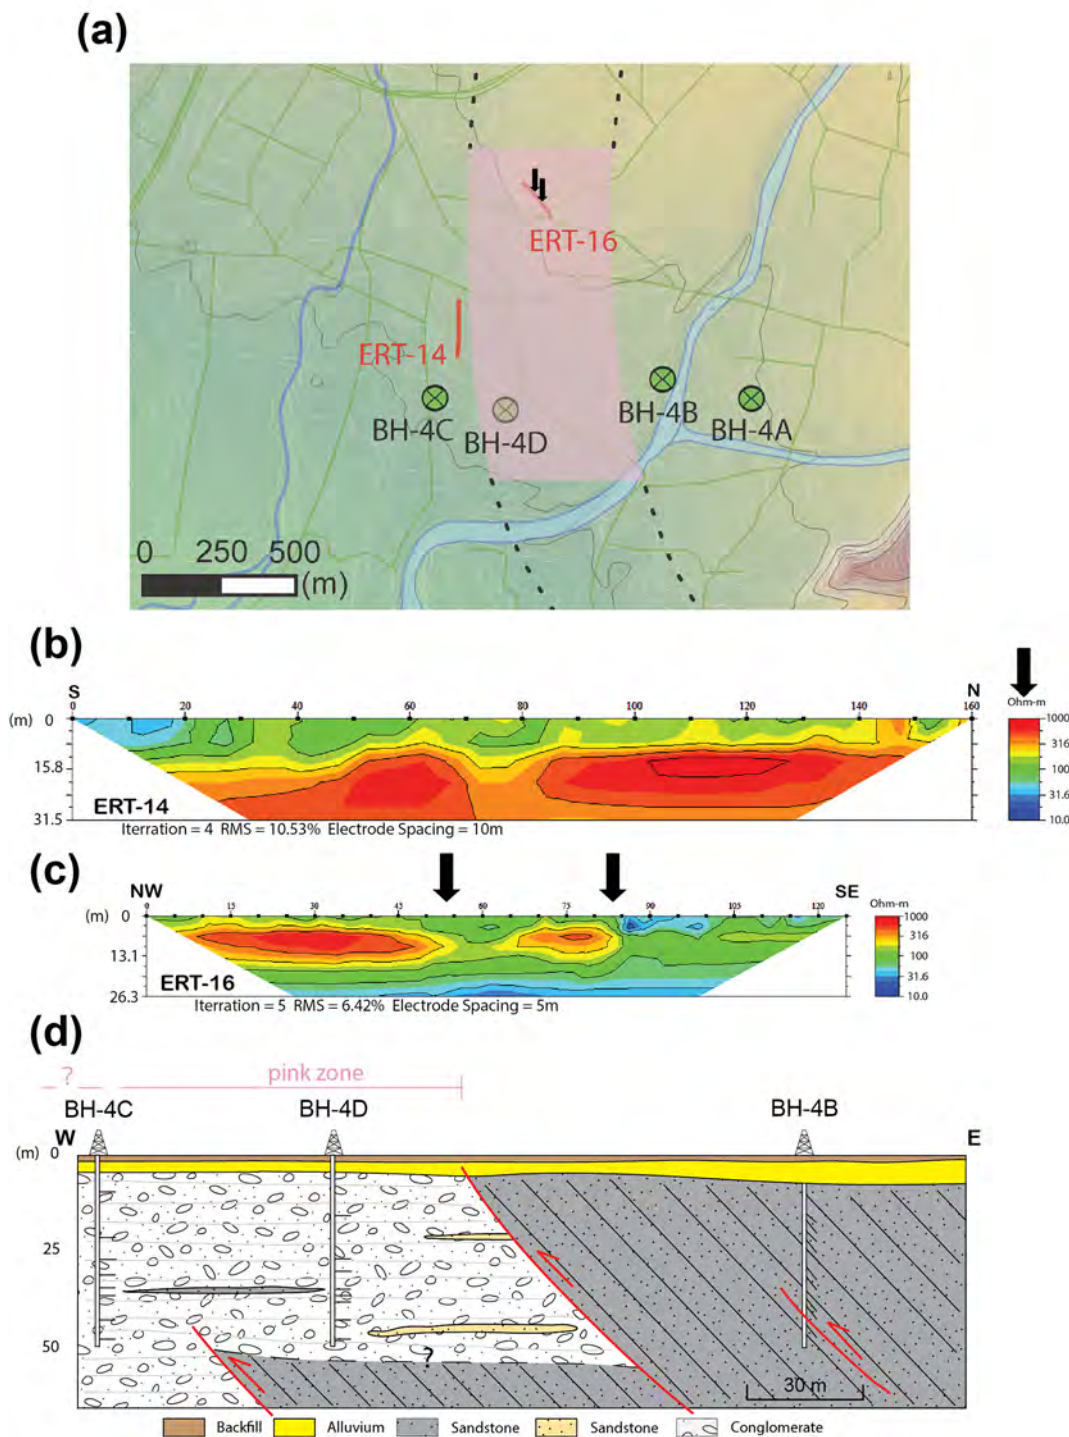 (a)
ERT-16
ERT-14
BH-4C
BH-4D
BH-4B
BH-4A
0 250 500
(m)
(b)
S N
(m) 0 0 20 40 60 80 100 120 140 160
15.8
31.5
ERT-14
Iterration = 4 RMS = 10.53% Electrode Spacing = 10m
Ohm-m
1000
316
100
31.6
10.0
(c)
NW SE
(m) 0 0 15 30 45 60 75 90 105 120
13.1
26.3
ERT-16
Iterration = 5 RMS = 6.42% Electrode Spacing = 5m
Ohm-m
1000
316
100
31.6
10.0
(d)
? pink zone
BH-4C BH-4D BH-4B
W E
(m) 0
25
50
?
30 m
Backfill Alluvium Sandstone Sandstone Conglomerate